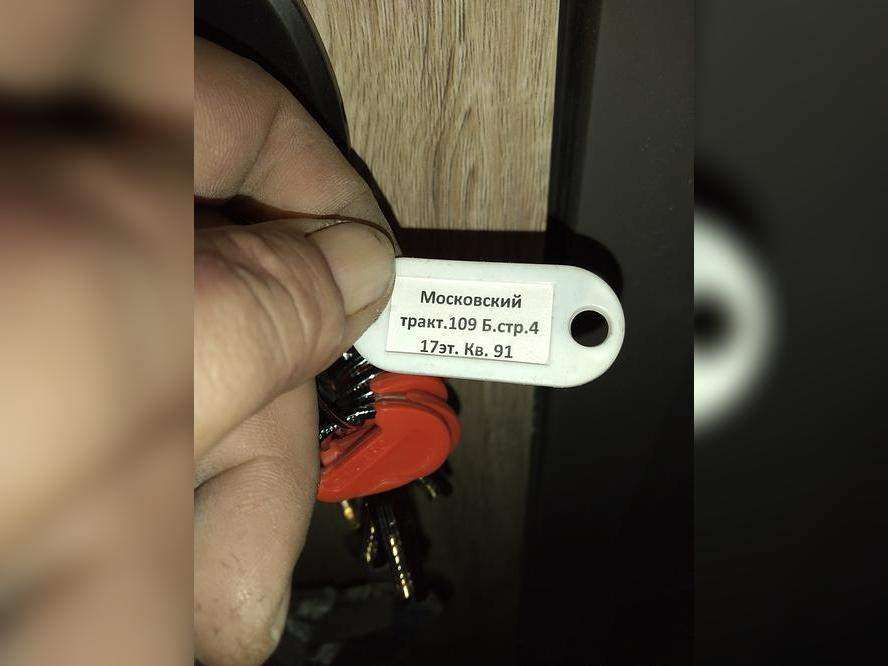 Московский
тракт.109 Б.стр.4
17эт. Кв. 91